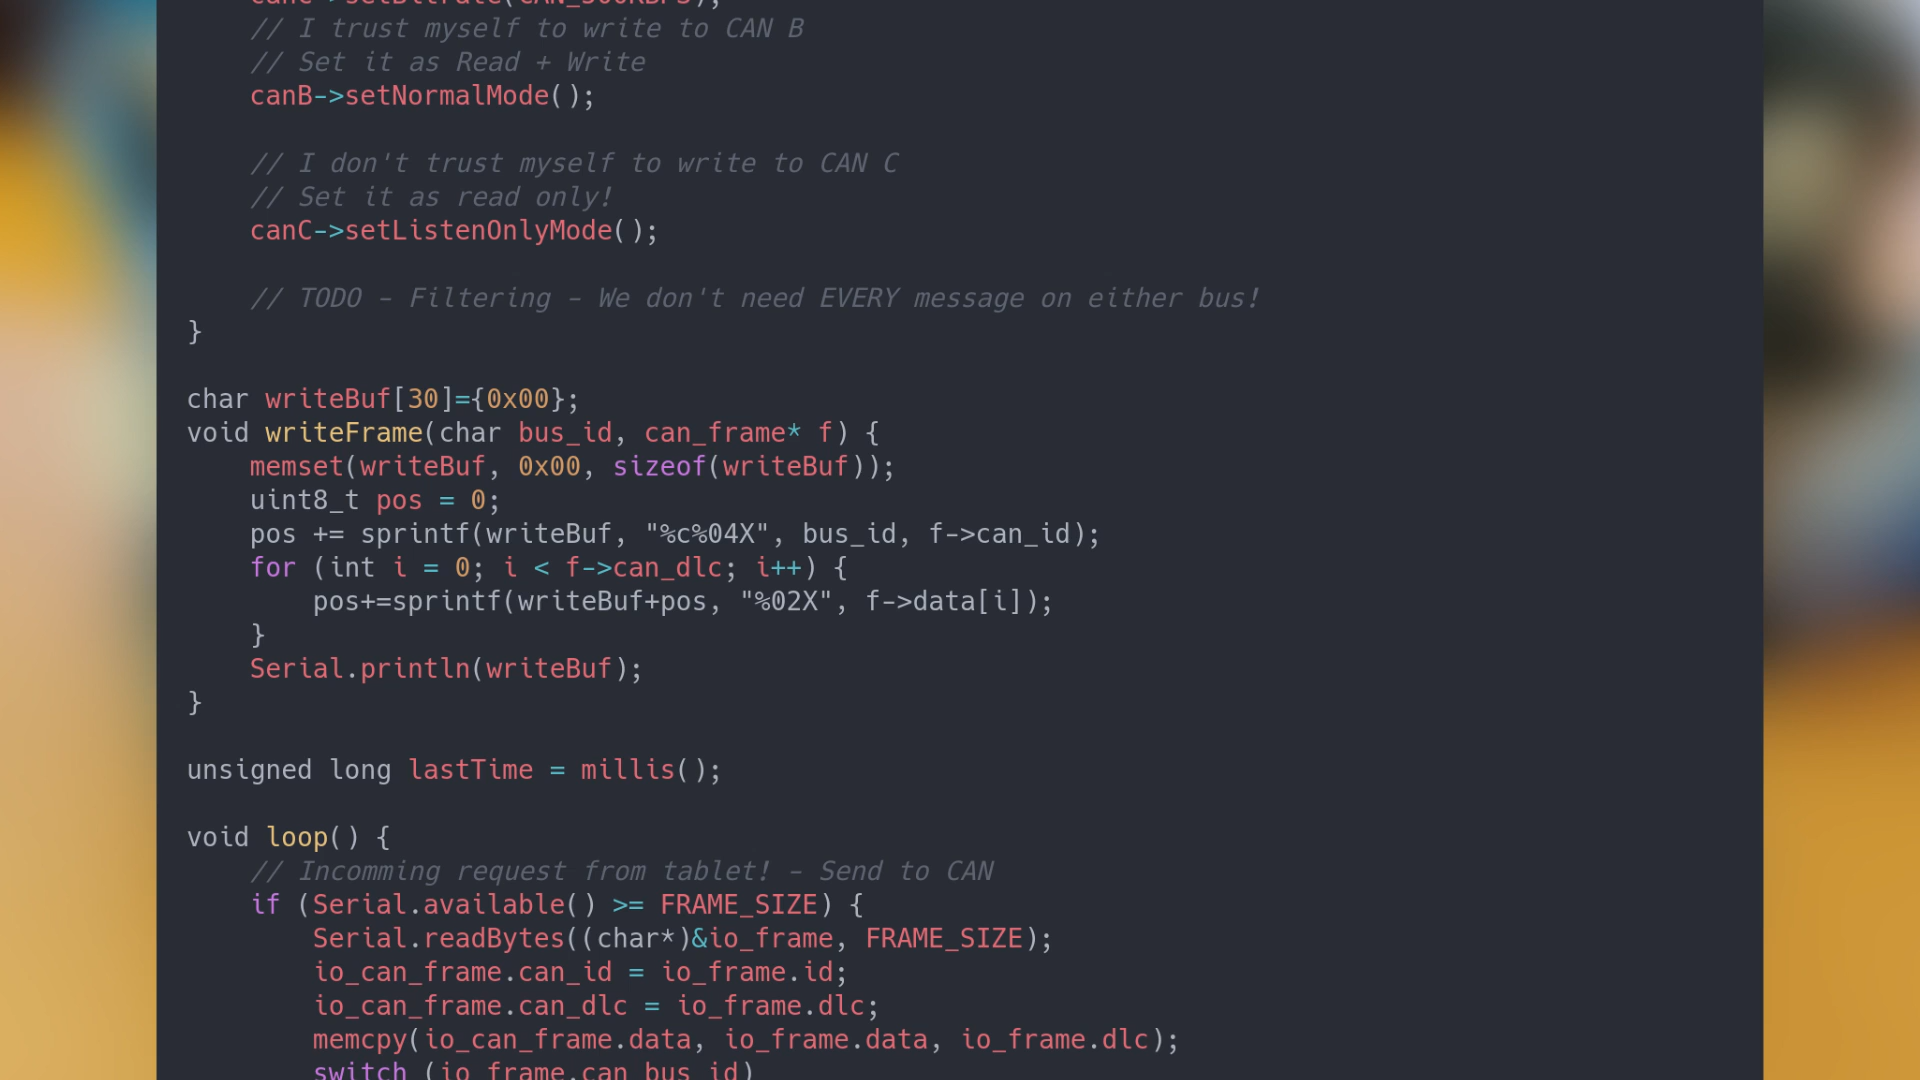 canC->setBitrate(CAN_500KBPS);
// I trust myself to write to CAN B
// Set it as Read + Write
canB->setNormalMode();
// I don't trust myself to write to CAN C
// Set it as read only!
canC->setListenOnlyMode();
// TODO - Filtering - We don't need EVERY message on either bus!
}
char writeBuf[30]={0x00};
void writeFrame(char bus_id, can_frame* f) {
memset(writeBuf, 0x00, sizeof(writeBuf));
uint8_t pos = 0;
pos += sprintf(writeBuf, "%c%04X", bus_id, f->can_id);
for (int i = 0; i < f->can_dlc; i++) {
pos+=sprintf(writeBuf+pos, "%02X", f->data[i]);
}
Serial.println(writeBuf);
}
unsigned long lastTime = millis();
void loop() {
// Incomming request from tablet! - Send to CAN
if (Serial.available() >= FRAME_SIZE) {
Serial.readBytes((char*)&io_frame, FRAME_SIZE);
io_can_frame.can_id = io_frame.id;
io_can_frame.can_dlc = io_frame.dlc;
memcpy(io_can_frame.data, io_frame.data, io_frame.dlc);
switch (io_frame.can_bus_id)